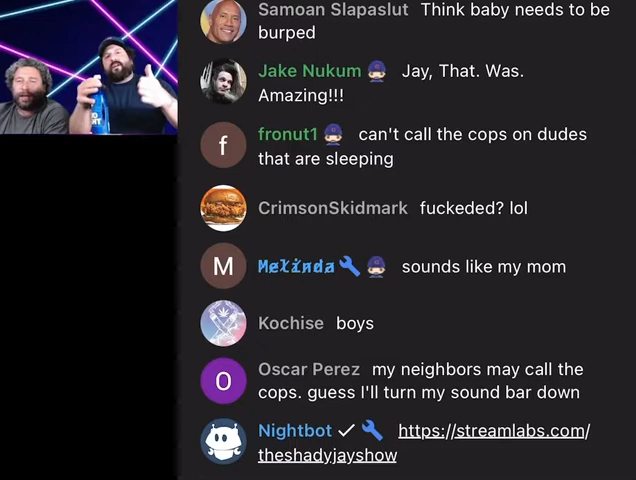 Samoan Slapaslut Think baby needs to be
burped
Jake Nukum Jay, That. Was.
Amazing!!!
f fronut1 can't call the cops on dudes
that are sleeping
CrimsonSkidmark fuckeded? lol
M Melinda sounds like my mom
Kochise boys
O Oscar Perez my neighbors may call the
cops. guess I'll turn my sound bar down
Nightbot https://streamlabs.com/
theshadyjayshow